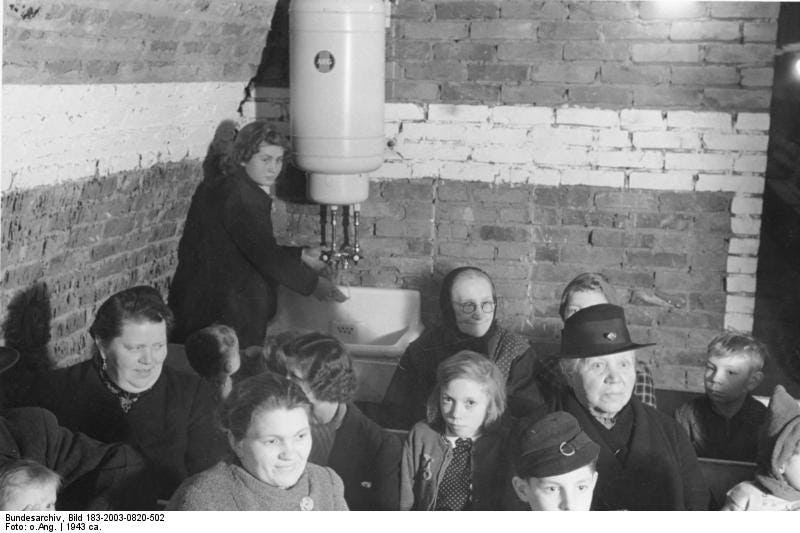 Bundesarchiv, Bild 183-2003-0820-502
Foto: o.Ang. | 1943 ca.